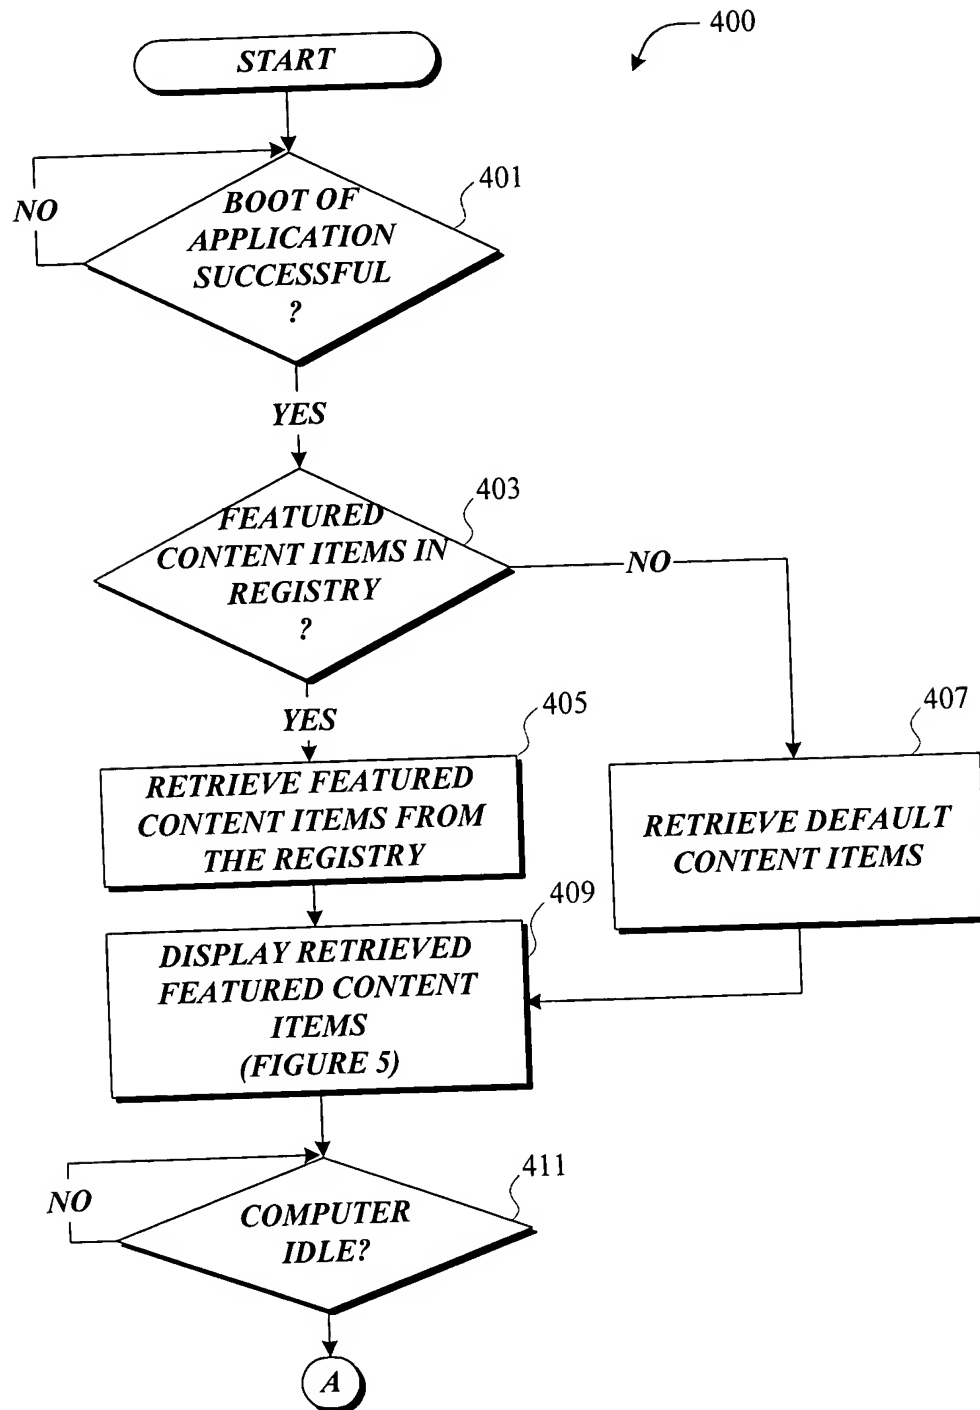 400
START
401
BOOT OF
APPLICATION
SUCCESSFUL
?
NO
YES
403
FEATURED
CONTENT ITEMS IN
REGISTRY
?
NO
YES
405
RETRIEVE FEATURED
CONTENT ITEMS FROM
THE REGISTRY
407
RETRIEVE DEFAULT
CONTENT ITEMS
409
DISPLAY RETRIEVED
FEATURED CONTENT
ITEMS
(FIGURE 5)
411
COMPUTER
IDLE?
NO
A